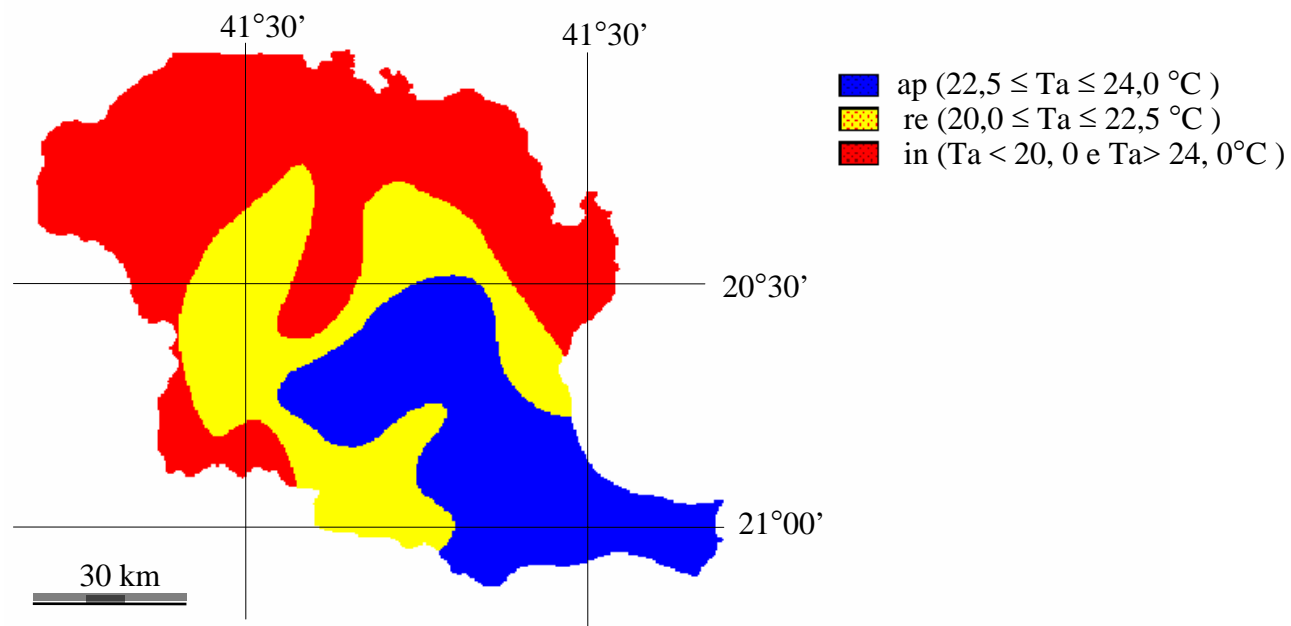 41°30’ 41°30’
ap (22,5 ≤ Ta ≤ 24,0 °C )
re (20,0 ≤ Ta ≤ 22,5 °C )
in (Ta < 20, 0 e Ta> 24, 0°C )
20°30’
21°00’
30 km